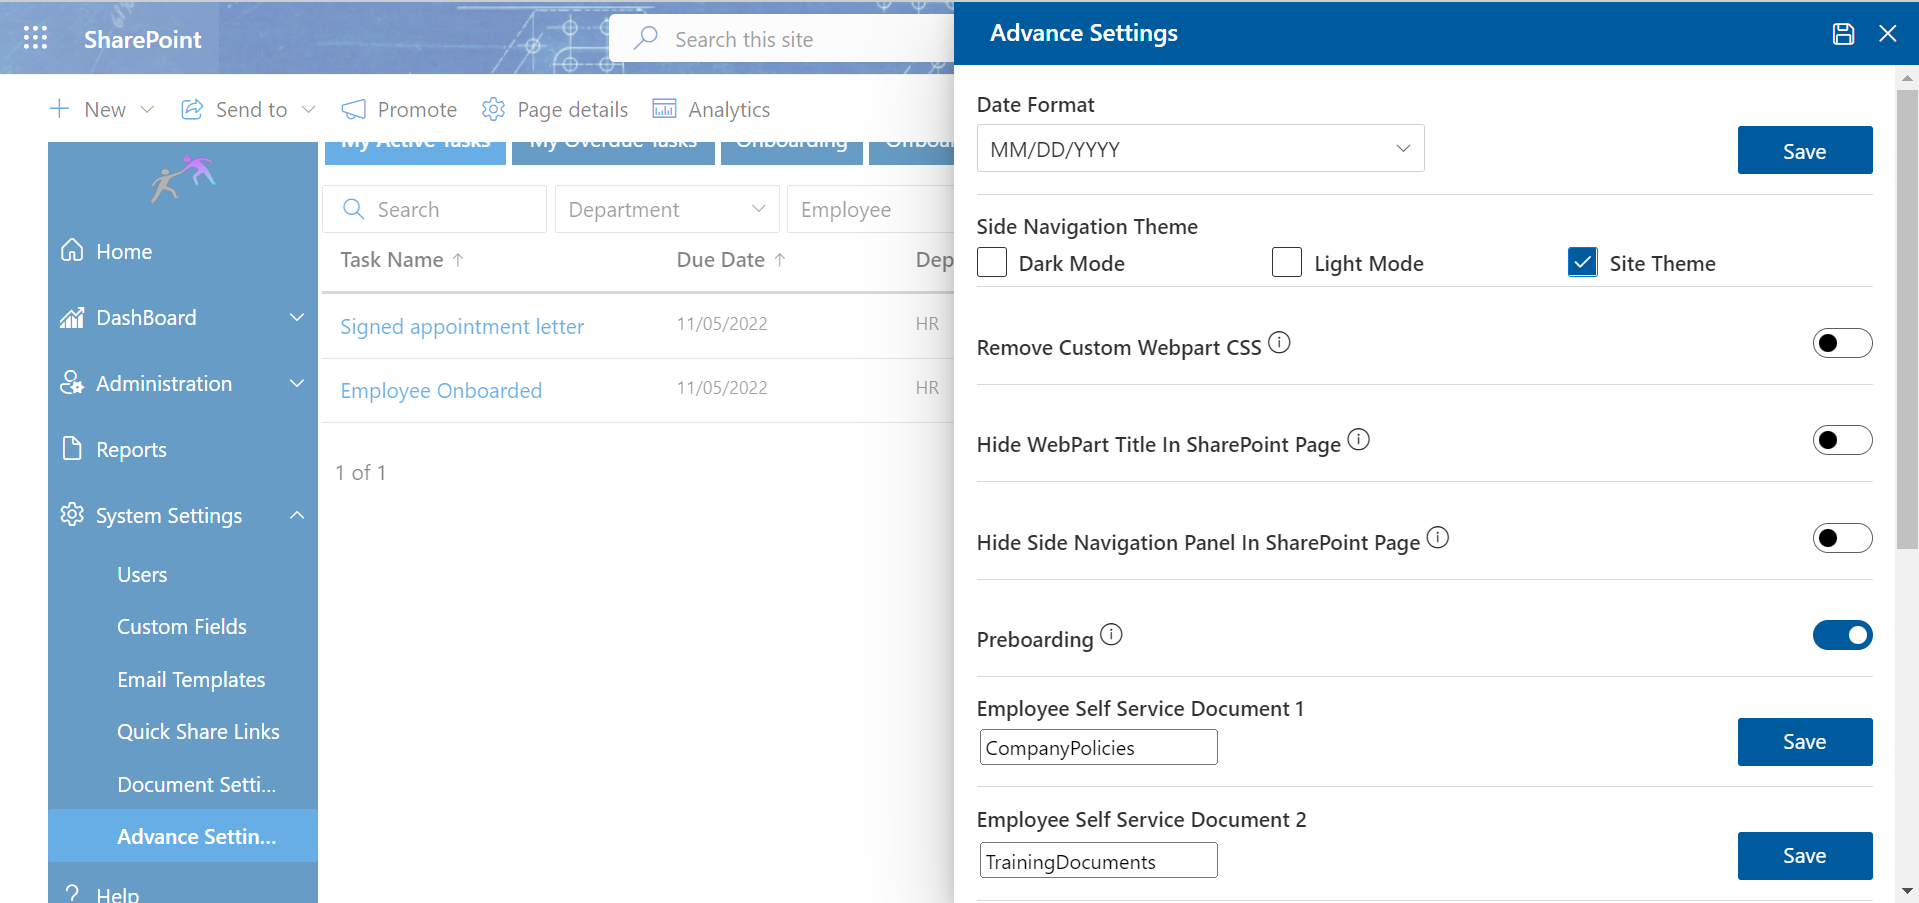 SharePoint
Search this site
New
Send to
Promote
Page details
Analytics
My Active Tasks
My Overdue Tasks
Onboarding
Search
Department
Employee
Task Name ↑
Due Date ↑
Dep
Signed appointment letter
11/05/2022
HR
Employee Onboarded
11/05/2022
HR
1 of 1
Home
DashBoard
Administration
Reports
System Settings
Users
Custom Fields
Email Templates
Quick Share Links
Document Setti...
Advance Settin...
Help
Advance Settings
Date Format
MM/DD/YYYY
Save
Side Navigation Theme
Dark Mode
Light Mode
Site Theme
Remove Custom Webpart CSS
Hide WebPart Title In SharePoint Page
Hide Side Navigation Panel In SharePoint Page
Preboarding
Employee Self Service Document 1
CompanyPolicies
Save
Employee Self Service Document 2
TrainingDocuments
Save